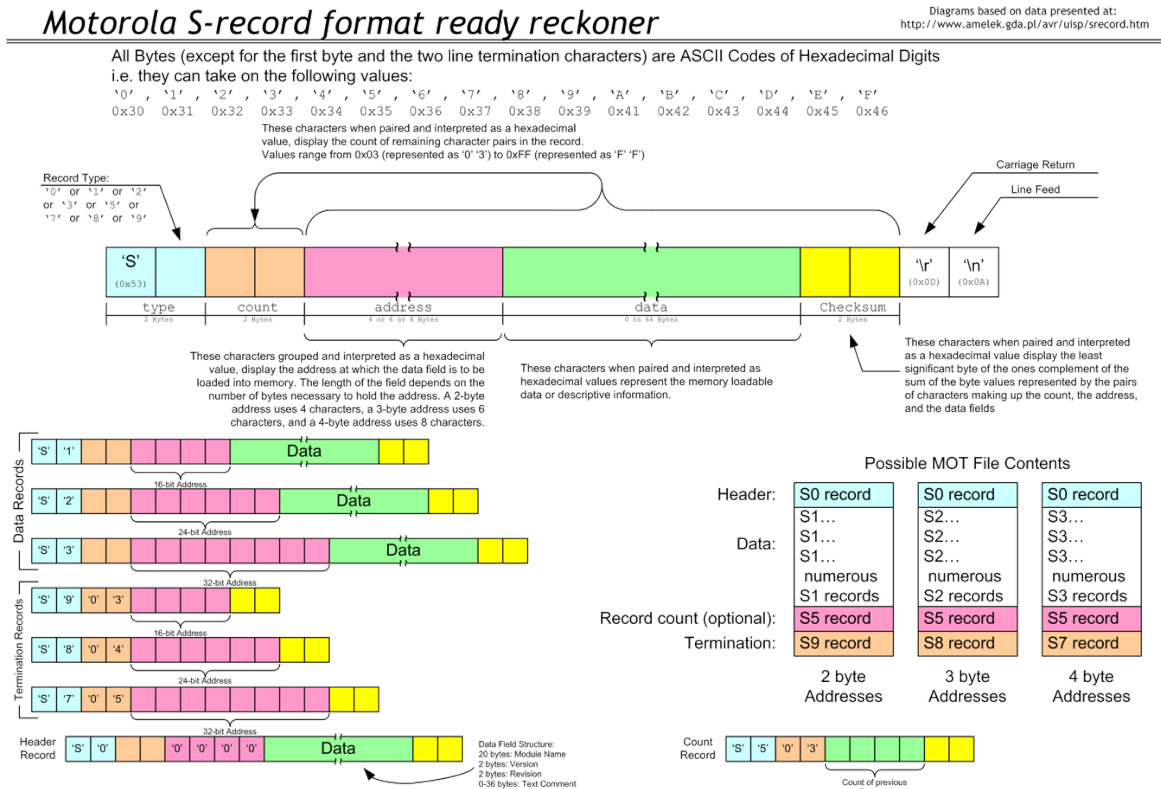 Motorola S-record format ready reckoner
Diagrams based on data presented at:
http://www.amelek.gda.pl/avr/uisp/srecord.htm
All Bytes (except for the first byte and the two line termination characters) are ASCII Codes of Hexadecimal Digits
i.e. they can take on the following values:
‘0’ , ‘1’ , ‘2’ , ‘3’ , ‘4’ , ‘5’ , ‘6’ , ‘7’ , ‘8’ , ‘9’ , ‘A’ , ‘B’ , ‘C’ , ‘D’ , ‘E’ , ‘F’
0x30 0x31 0x32 0x33 0x34 0x35 0x36 0x37 0x38 0x39 0x41 0x42 0x43 0x44 0x45 0x46
These characters when paired and interpreted as a hexadecimal
value, display the count of remaining character pairs in the record.
Values range from 0x03 (represented as ‘0’ ‘3’) to 0xFF (represented as ‘F’ ‘F’)
Record Type:
‘0’ or ‘1’ or ‘2’
or ‘3’ or ‘5’ or
‘7’ or ‘8’ or ‘9’
Carriage Return
Line Feed
‘S’ ‘\r’ ‘\n’
(0x53) (0x0D) (0x0A)
type count address data Checksum
2 Bytes 2 Bytes 4 or 6 or 8 Bytes 0 to 64 Bytes 2 Bytes
These characters grouped and interpreted as a hexadecimal
value, display the address at which the data field is to be
loaded into memory. The length of the field depends on the
number of bytes necessary to hold the address. A 2-byte
address uses 4 characters, a 3-byte address uses 6
characters, and a 4-byte address uses 8 characters.
These characters when paired and interpreted as
hexadecimal values represent the memory loadable
data or descriptive information.
These characters when paired and interpreted
as a hexadecimal value display the least
significant byte of the ones complement of the
sum of the byte values represented by the pairs
of characters making up the count, the address,
and the data fields
Data Records
‘S’ ‘1’ Data
16-bit Address
‘S’ ‘2’ Data
24-bit Address
‘S’ ‘3’ Data
32-bit Address
Termination Records
‘S’ ‘9’ ‘0’ ‘3’
16-bit Address
‘S’ ‘8’ ‘0’ ‘4’
24-bit Address
‘S’ ‘7’ ‘0’ ‘5’
32-bit Address
Header
Record
‘S’ ‘0’ ‘0’ ‘0’ ‘0’ ‘0’ Data
Data Field Structure:
20 bytes: Module Name
2 bytes: Version
2 bytes: Revision
0-36 bytes: Text Comment
Possible MOT File Contents
Header: S0 record S0 record S0 record
Data:
S1… S2… S3…
S1… S2… S3…
S1… S2… S3…
numerous numerous numerous
S1 records S2 records S3 records
Record count (optional): S5 record S5 record S5 record
Termination: S9 record S8 record S7 record
2 byte 3 byte 4 byte
Addresses Addresses Addresses
Count
Record
‘S’ ‘5’ ‘0’ ‘3’
Count of previous